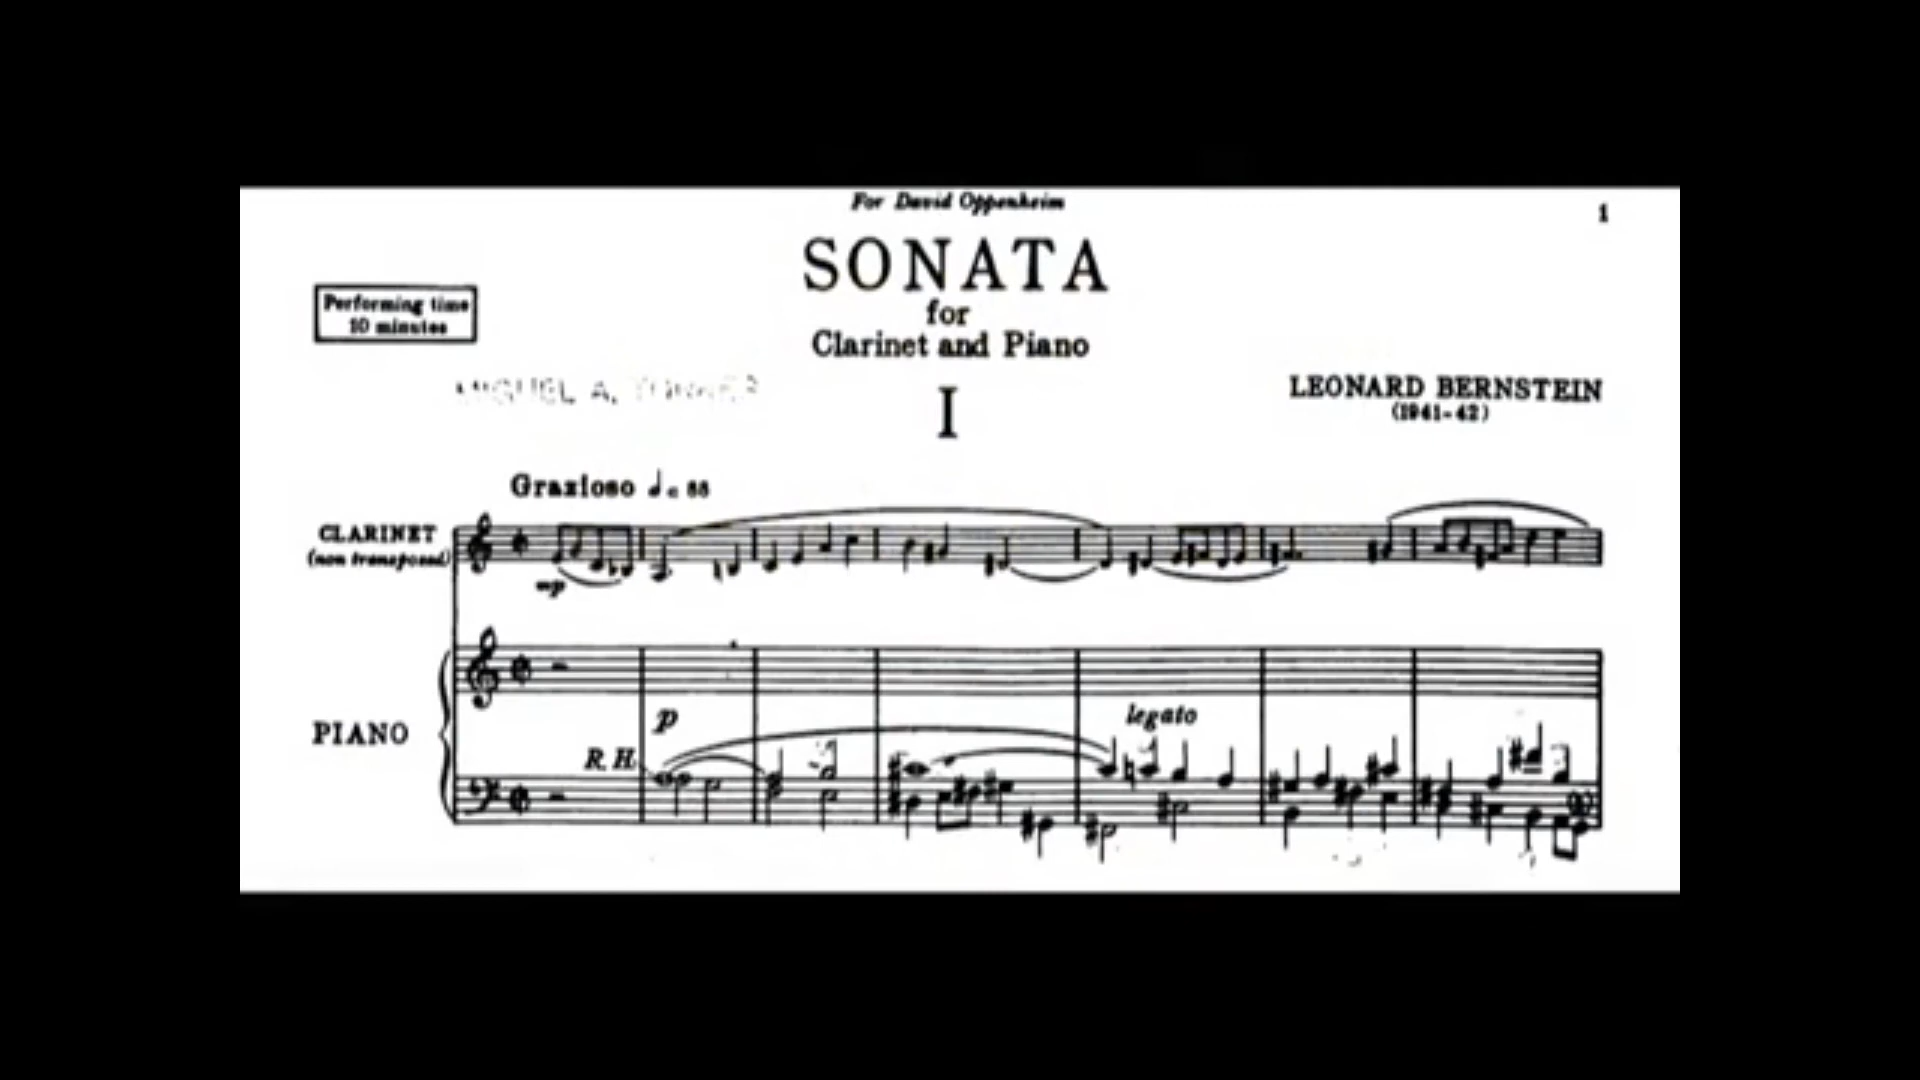 For David Oppenheim
1
SONATA
for
Clarinet and Piano
Performing time
10 minutes
MIGUEL A.
I
LEONARD BERNSTEIN
(1941-42)
Grazioso
CLARINET
(non transposed)
mp
PIANO
p
legato
R. H.